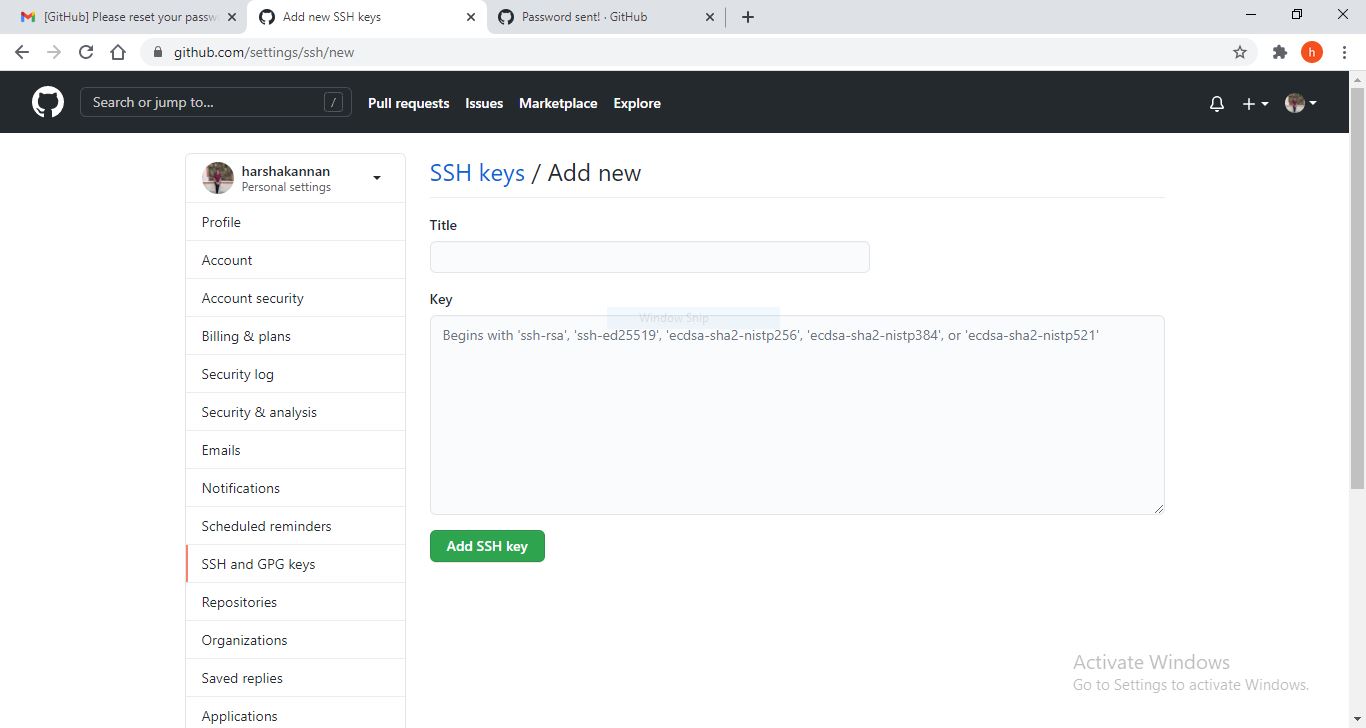 [GitHub] Please reset your passw
Add new SSH keys
Password sent! · GitHub
github.com/settings/ssh/new
h
Search or jump to...
/
Pull requests
Issues
Marketplace
Explore
harshakannan
Personal settings
Profile
Account
Account security
Billing & plans
Security log
Security & analysis
Emails
Notifications
Scheduled reminders
SSH and GPG keys
Repositories
Organizations
Saved replies
Applications
SSH keys / Add new
Title
Key
Window Snip
Begins with 'ssh-rsa', 'ssh-ed25519', 'ecdsa-sha2-nistp256', 'ecdsa-sha2-nistp384', or 'ecdsa-sha2-nistp521'
Add SSH key
Activate Windows
Go to Settings to activate Windows.